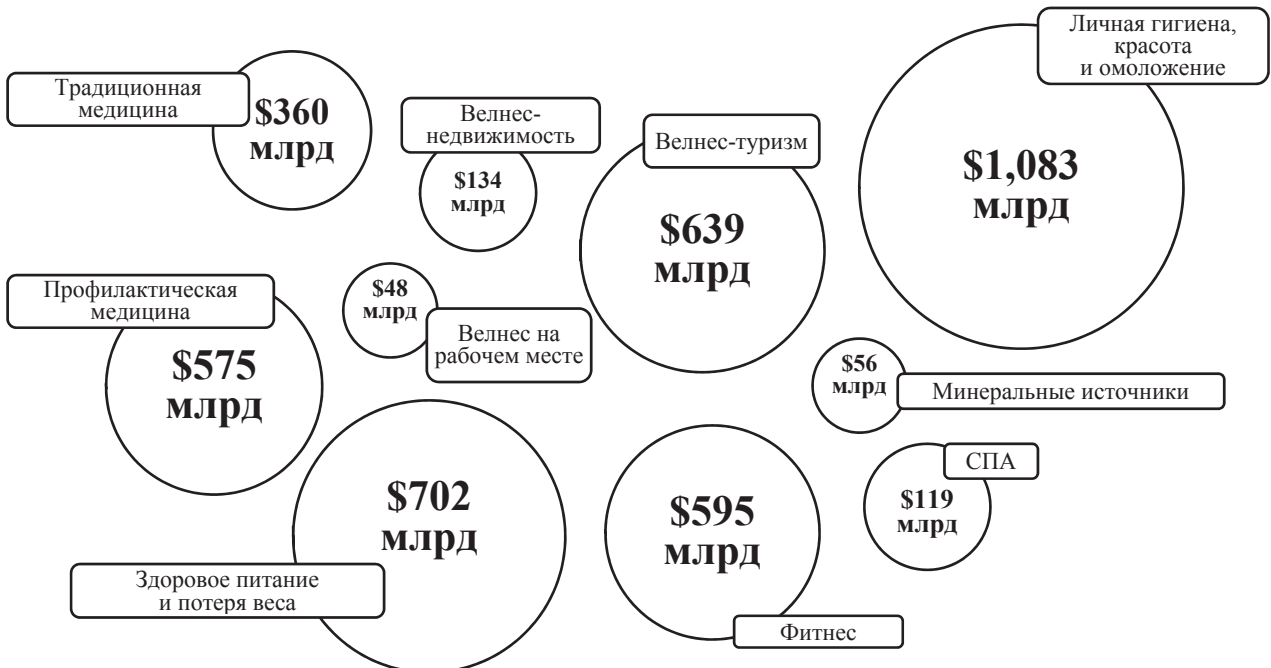 Традиционная
медицина
$360
млрд
Велнес-
недвижимость
$134
млрд
Велнес-туризм
$639
млрд
Личная гигиена,
красота
и омоложение
$1,083
млрд
Профилактическая
медицина
$575
млрд
$48
млрд
Велнес на
рабочем месте
$56
млрд
Минеральные источники
$702
млрд
Здоровое питание
и потеря веса
$595
млрд
Фитнес
СПА
$119
млрд